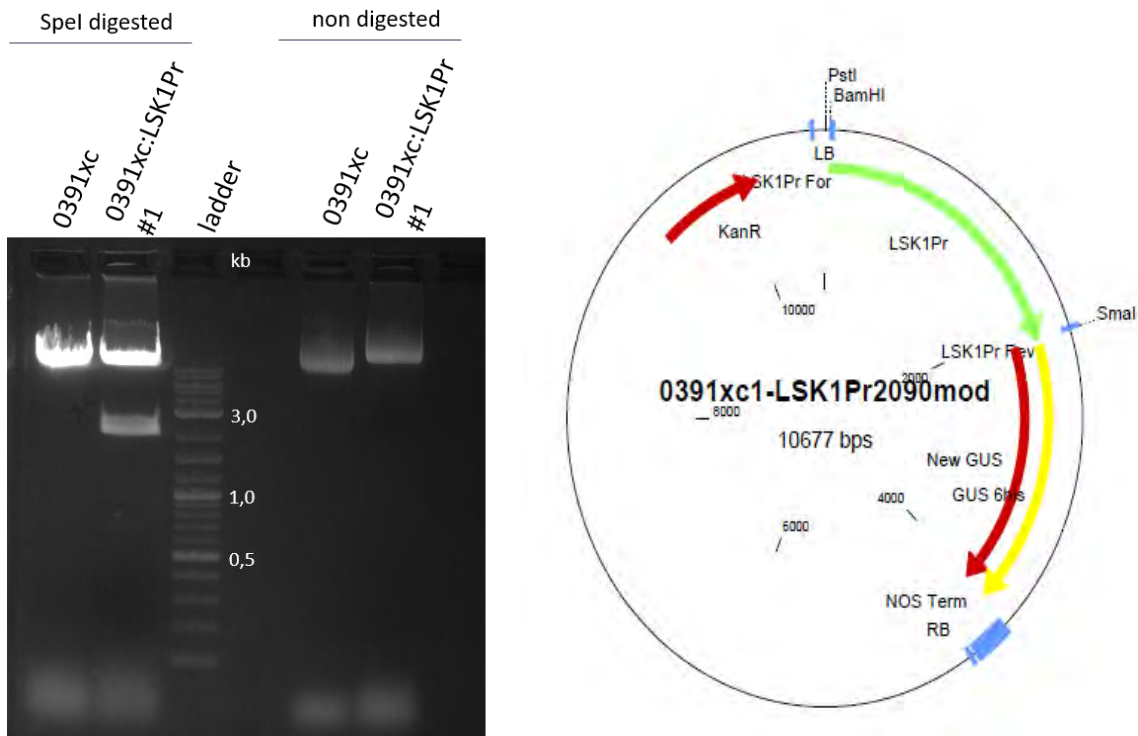 SpeI digested
non digested
0391xc
0391xc:LSK1Pr
#1
ladder
0391xc
0391xc:LSK1Pr
#1
kb
3,0
1,0
0,5
PstI
BamHI
LB
LSK1Pr For
KanR
LSK1Pr
10000
SmaI
LSK1Pr Rev
2000
0391xc1-LSK1Pr2090mod
8000
10677 bps
New GUS
GUS 6his
4000
6000
NOS Term
RB